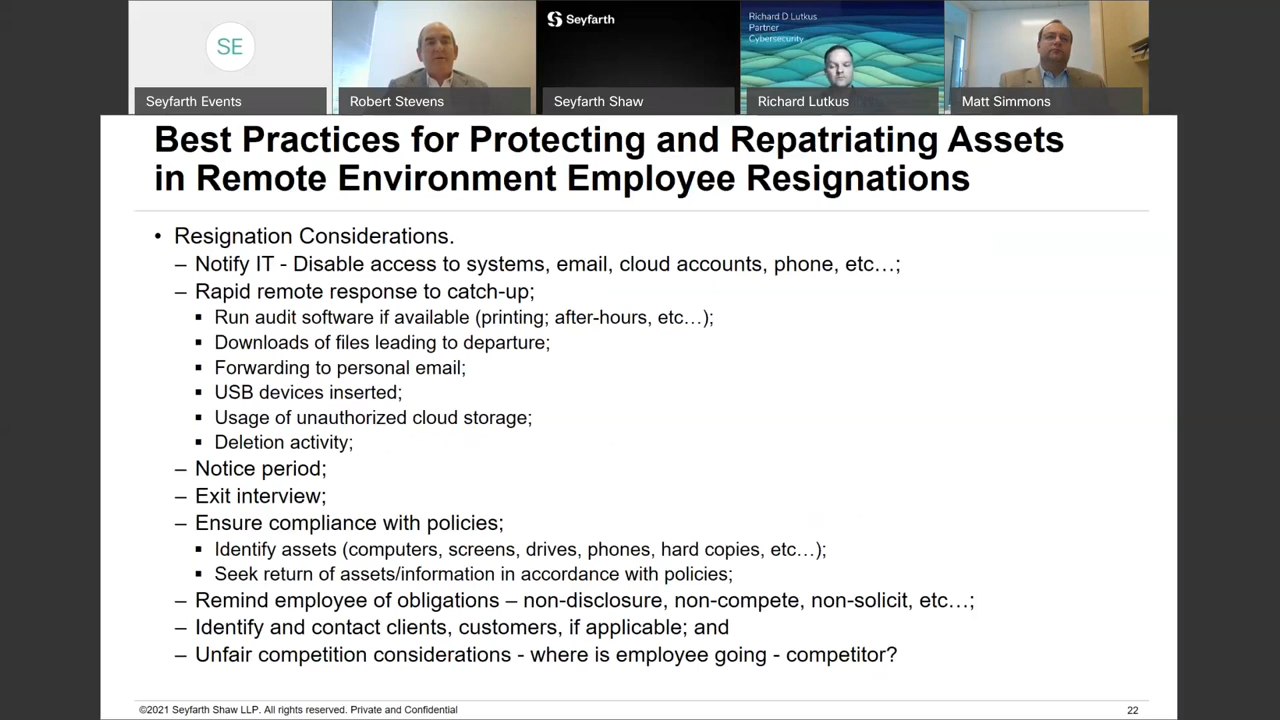 SE
Seyfarth
Richard D Lutkus
Partner
Cybersecurity
Seyfarth Events
Robert Stevens
Seyfarth Shaw
Richard Lutkus
Matt Simmons
Best Practices for Protecting and Repatriating Assets
in Remote Environment Employee Resignations
• Resignation Considerations.
– Notify IT - Disable access to systems, email, cloud accounts, phone, etc…;
– Rapid remote response to catch-up;
▪ Run audit software if available (printing; after-hours, etc…);
▪ Downloads of files leading to departure;
▪ Forwarding to personal email;
▪ USB devices inserted;
▪ Usage of unauthorized cloud storage;
▪ Deletion activity;
– Notice period;
– Exit interview;
– Ensure compliance with policies;
▪ Identify assets (computers, screens, drives, phones, hard copies, etc…);
▪ Seek return of assets/information in accordance with policies;
– Remind employee of obligations – non-disclosure, non-compete, non-solicit, etc…;
– Identify and contact clients, customers, if applicable; and
– Unfair competition considerations - where is employee going - competitor?
©2021 Seyfarth Shaw LLP. All rights reserved. Private and Confidential
22